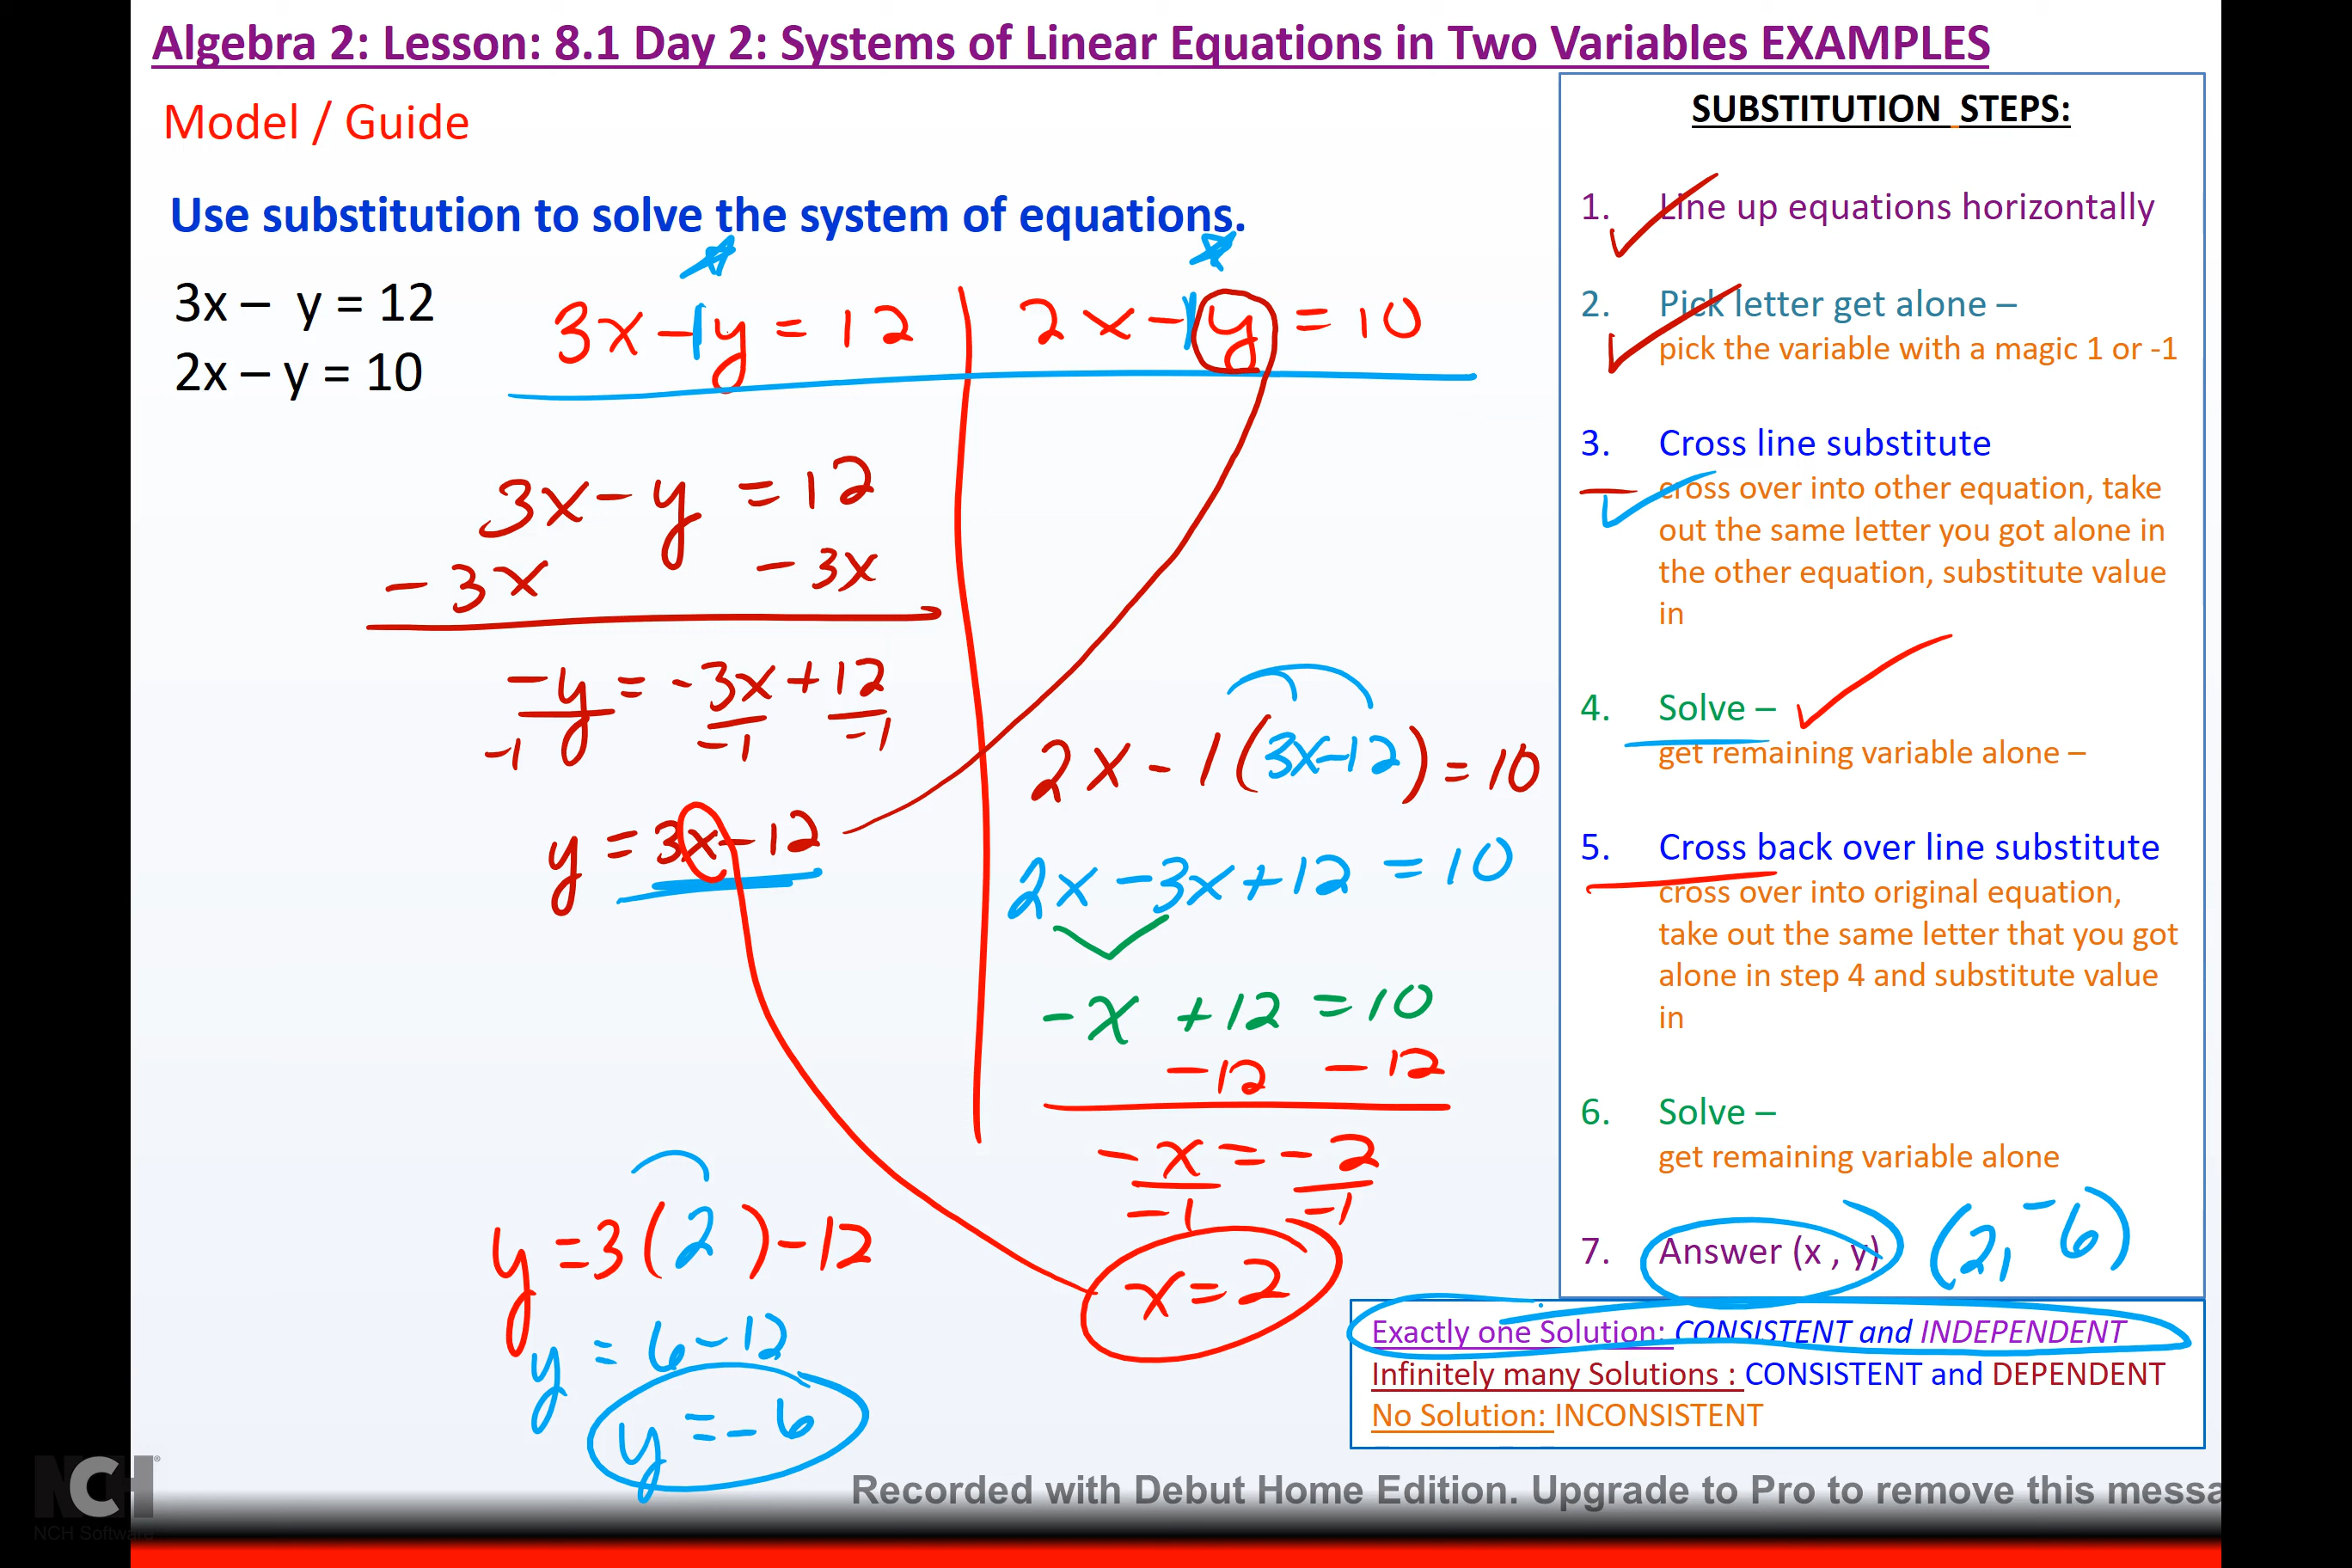 Algebra 2: Lesson: 8.1 Day 2: Systems of Linear Equations in Two Variables EXAMPLES
Model / Guide
Use substitution to solve the system of equations.
3x – y = 12
2x – y = 10
3x - 1y = 12
3x - y = 12
- 3x - 3x
-y = -3x + 12
-1 -1 -1
y = 3x - 12
y = 3(2) - 12
y = 6 - 12
y = -6
2x - 1y = 10
2x - 1(3x - 12) = 10
2x - 3x + 12 = 10
-x + 12 = 10
- 12 - 12
-x = -2
-1 -1
x = 2
SUBSTITUTION STEPS:
1. Line up equations horizontally
2. Pick letter get alone –
pick the variable with a magic 1 or -1
3. Cross line substitute
cross over into other equation, take
out the same letter you got alone in
the other equation, substitute value
in
4. Solve –
get remaining variable alone –
5. Cross back over line substitute
cross over into original equation,
take out the same letter that you got
alone in step 4 and substitute value
in
6. Solve –
get remaining variable alone
7. Answer (x , y) (2, -6)
Exactly one Solution: CONSISTENT and INDEPENDENT
Infinitely many Solutions : CONSISTENT and DEPENDENT
No Solution: INCONSISTENT
NCH
NCH Software
Recorded with Debut Home Edition. Upgrade to Pro to remove this messa